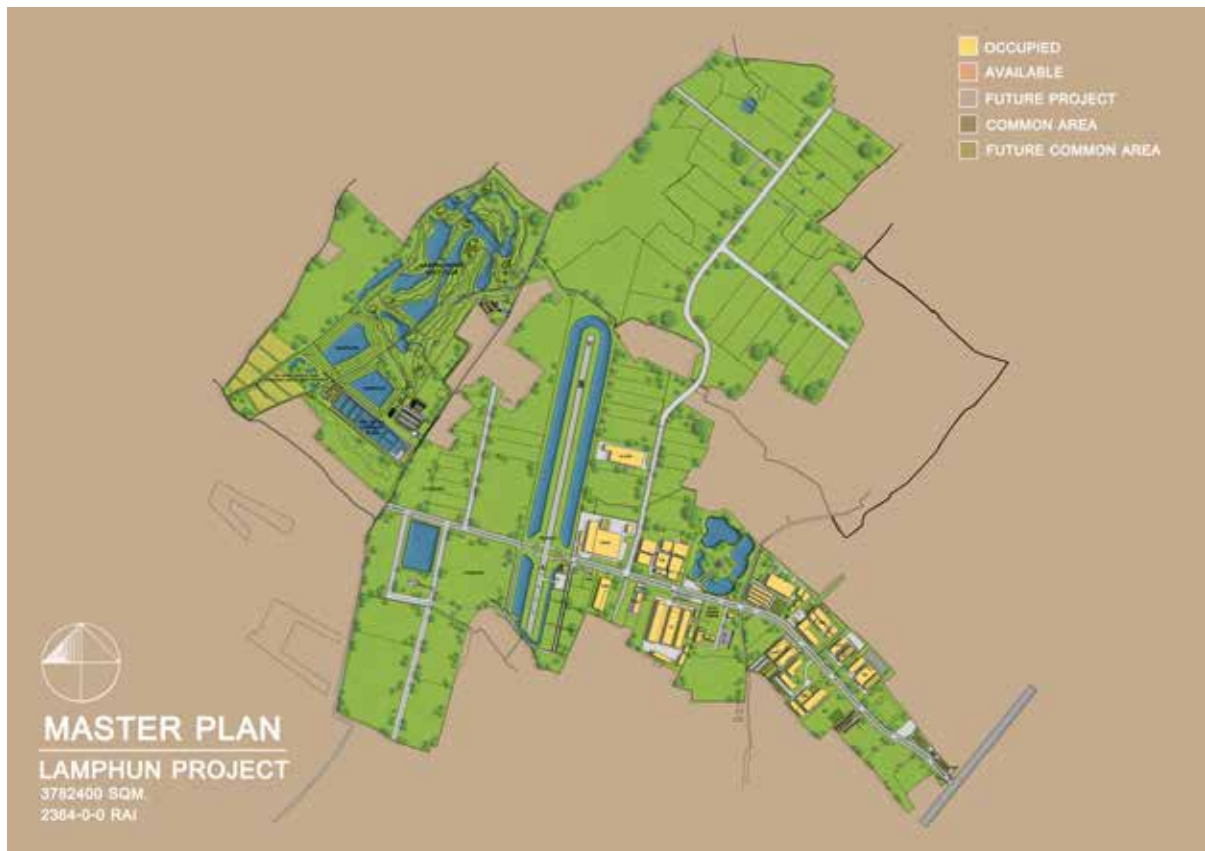 OCCUPIED
AVAILABLE
FUTURE PROJECT
COMMON AREA
FUTURE COMMON AREA
MASTER PLAN
LAMPHUN PROJECT
3782400 SQM.
2364-0-0 RAI